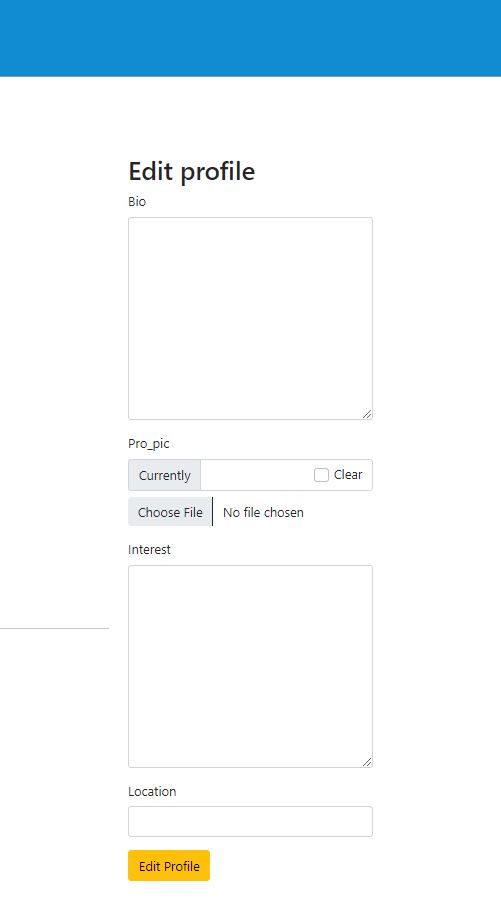 Edit profile
Bio
Pro_pic
Currently Clear
Choose File No file chosen
Interest
Location
Edit Profile